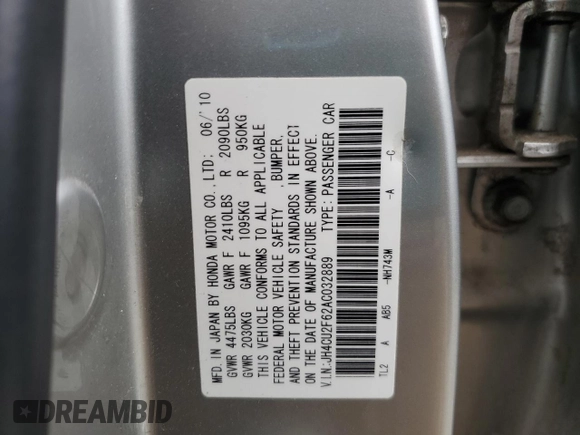 MFD. IN JAPAN BY HONDA MOTOR CO., LTD: 06/'10
GVWR 4475LBS GAWR F 2410LBS R 2090LBS
GVWR 2030KG GAWR F 1095KG R 950KG
THIS VEHICLE CONFORMS TO ALL APPLICABLE
FEDERAL MOTOR VEHICLE SAFETY , BUMPER,
AND THEFT PREVENTION STANDARDS IN EFFECT
ON THE DATE OF MANUFACTURE SHOWN ABOVE.
V.I.N:JH4CU2F62AC032889 TYPE: PASSENGER CAR
TL2 A AB5 -NH743M -A -C
DREAMBID